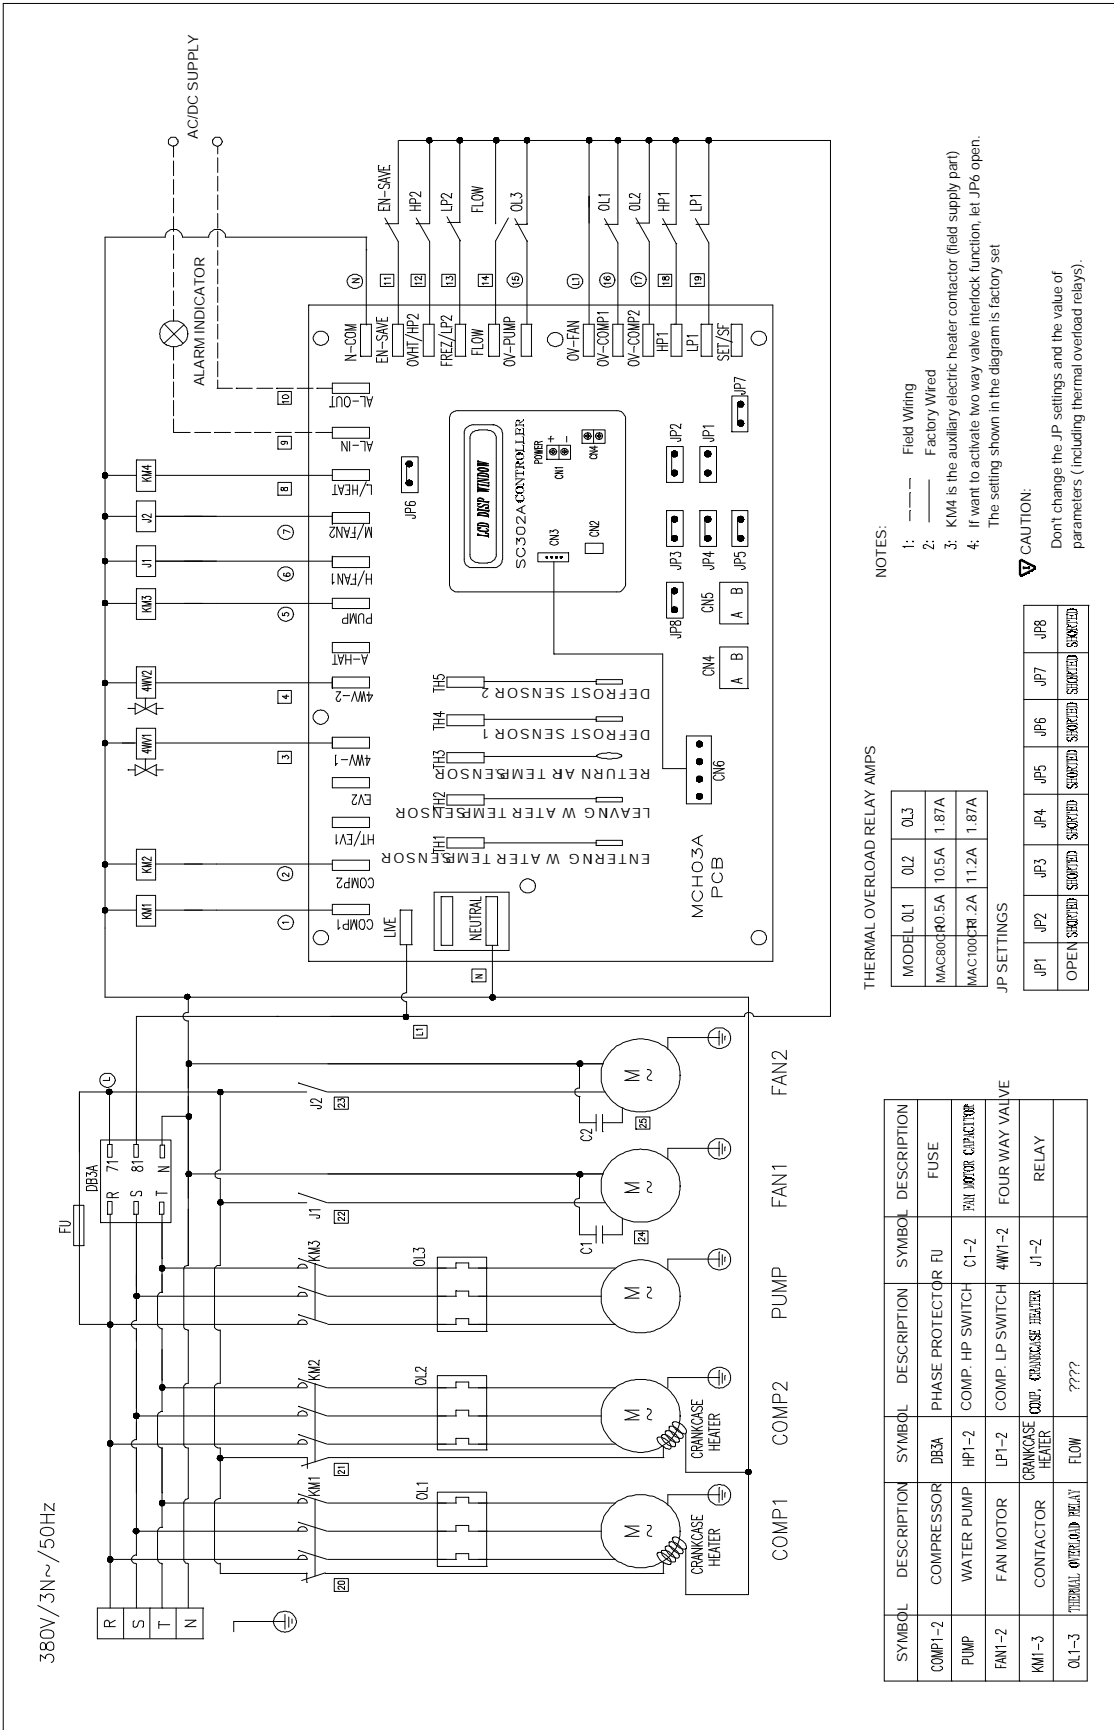 380V/3N~/50Hz
R
S
T
N
FU
DB3A
R 71
S 81
T N
L
KM1
KM2
KM3
J1
J2
20
21
22
23
OL1
OL2
OL3
C1
C2
24
25
M
~
M
~
M
~
M
~
M
~
CRANKCASE
HEATER
CRANKCASE
HEATER
COMP1
COMP2
PUMP
FAN1
FAN2
L1
N
AC/DC SUPPLY
ALARM INDICATOR
KM1
KM2
4WV1
4WV2
KM3
J1
J2
KM4
1
2
3
4
5
6
7
8
9
10
COMP1
COMP2
HT/EV1
EV2
4WV-1
4WV-2
A-HAT
PUMP
H/FAN1
M/FAN2
L/HEAT
AL-IN
AL-OUT
LIVE
NEUTRAL
N-COM
EN-SAVE
OVHT/HP2
FREZ/LP2
FLOW
OV-PUMP
OV-FAN
OV-COMP1
OV-COMP2
HP1
LP1
SET/SF
N
11
12
13
14
15
L1
16
17
18
19
EN-SAVE
HP2
LP2
FLOW
OL3
OL1
OL2
HP1
LP1
TH1
TH2
TH3
TH4
TH5
ENTERNG WATER TEMPSENSOR
LEAVNG WATER TEMPSENSOR
RETURN AIR TEMPSENSOR
DEFROST SENSOR 1
DEFROST SENSOR 2
MCH03A
PCB
CN6
CN4
A B
CN5
A B
JP8
JP3
JP4
JP5
JP2
JP1
JP7
JP6
LCD DISP WINDOW
SC302A CONTROLLER
POWER
+
-
CN1
CN4
CN3
CN2
NOTES:
1: ——— Field Wiring
2: ——— Factory Wired
3: KM4 is the auxiliary electric heater contactor (field supply part)
4: If want to activate two way valve interlock function, let JP6 open.
The setting shown in the diagram is factory set
CAUTION:
Don't change the JP settings and the value of
parameters ( including thermal overload relays).
THERMAL OVERLOAD RELAY AMPS
MODEL OL1 OL2 OL3
MAC80CR 10.5A 10.5A 1.87A
MAC100CR 11.2A 11.2A 1.87A
JP SETTINGS
JP1 JP2 JP3 JP4 JP5 JP6 JP7 JP8
OPEN SHORTED SHORTED SHORTED SHORTED SHORTED SHORTED SHORTED
SYMBOL DESCRIPTION SYMBOL DESCRIPTION SYMBOL DESCRIPTION
COMP1-2 COMPRESSOR DB3A PHASE PROTECTOR FU FUSE
PUMP WATER PUMP HP1-2 COMP. HP SWITCH C1-2 FAN MOTOR CAPACITOR
FAN1-2 FAN MOTOR LP1-2 COMP. LP SWITCH 4WV1-2 FOUR WAY VALVE
KM1-3 CONTACTOR CRANKCASE HEATER COMP. CRANKCASE HEATER J1-2 RELAY
OL1-3 THERMAL OVERLOAD RELAY FLOW ????